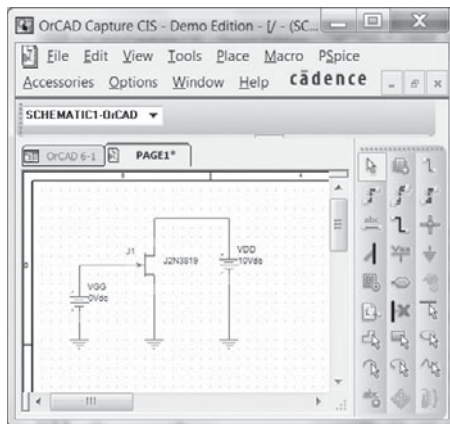 OrCAD Capture CIS - Demo Edition - [/ - (SC...
File Edit View Tools Place Macro PSpice
Accessories Options Window Help cādence
SCHEMATIC1-OrCAD
OrCAD 6-1 PAGE1*
J1
J2N3819
VDD
10Vdc
VGG
0Vdc